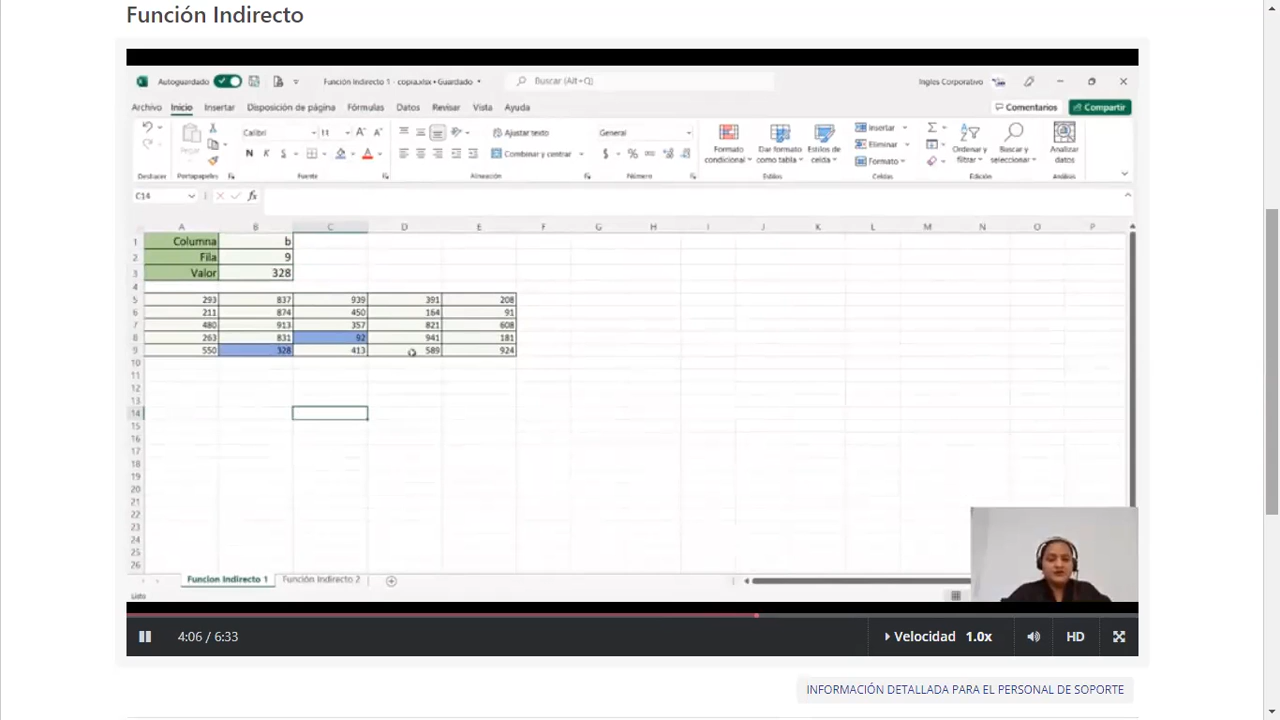 Función Indirecto
Autoguardado Función Indirecto 1 - copia.xlsx • Guardado Buscar (Alt+Q) Ingles Corporativo
Archivo Inicio Insertar Disposición de página Fórmulas Datos Revisar Vista Ayuda Comentarios Compartir
Calibri 11 Ajustar texto General Insertar
Pegar N K S Combinar y centrar $ % 000 Formato condicional Dar formato como tabla Estilos de celda Eliminar Ordenar y filtrar Buscar y seleccionar Analizar datos
Formato
Deshacer Portapapeles Fuente Alineación Número Estilos Celdas Edición Análisis
C14 fx
A B C D E F G H I J K L M N O P
1 Columna b
2 Fila 9
3 Valor 328
4
5 293 837 939 391 208
6 211 874 450 164 91
7 480 913 357 821 608
8 263 831 92 941 181
9 550 328 413 589 924
10
11
12
13
14
15
16
17
18
19
20
21
22
23
24
25
26
Funcion Indirecto 1 Función Indirecto 2
Listo
4:06 / 6:33 Velocidad 1.0x HD
INFORMACIÓN DETALLADA PARA EL PERSONAL DE SOPORTE